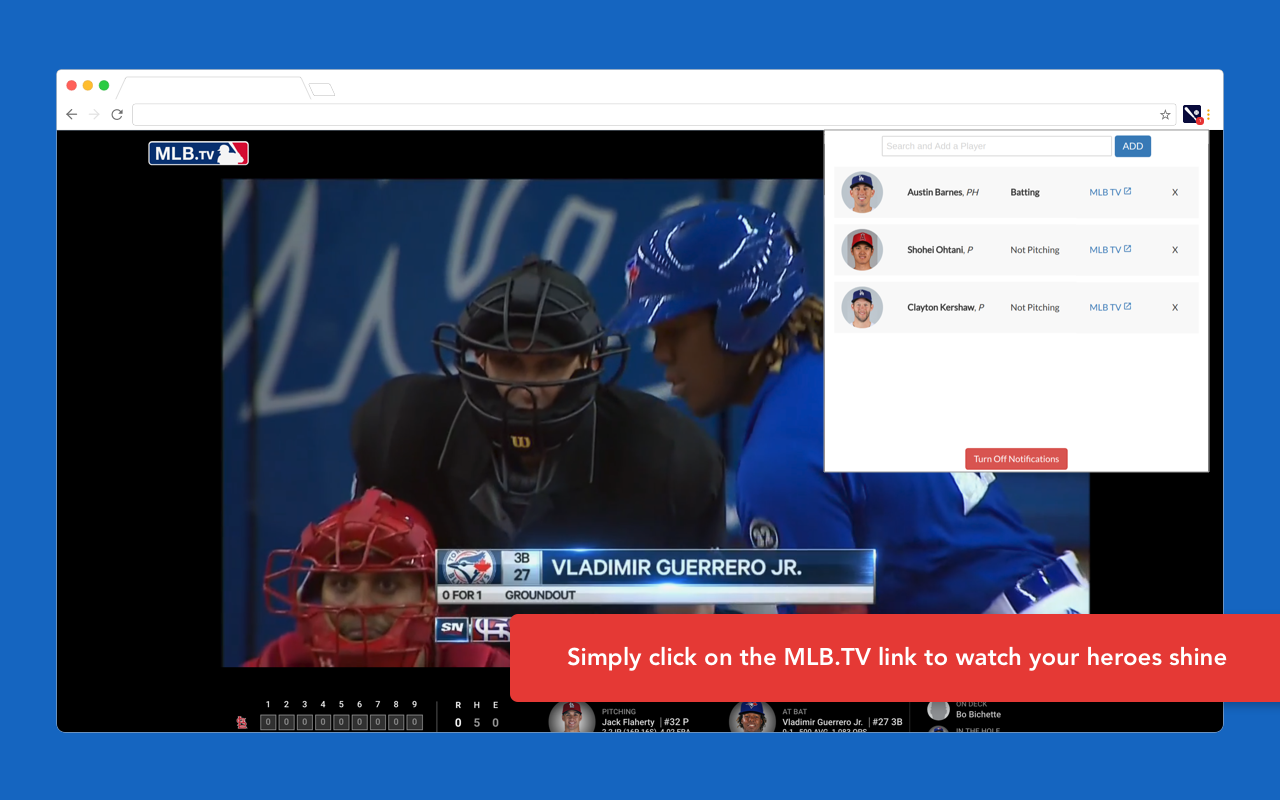 MLB.TV
Search and Add a Player
ADD
Austin Barnes, PH
Batting
MLB TV
X
Shohei Ohtani, P
Not Pitching
MLB TV
X
Clayton Kershaw, P
Not Pitching
MLB TV
X
Turn Off Notifications
W
3B
27
VLADIMIR GUERRERO JR.
0 FOR 1 GROUNDOUT
SN
Simply click on the MLB.TV link to watch your heroes shine
1 2 3 4 5 6 7 8 9
R H E
0 0 0 0 0 0 0 0 0
0 5 0
PITCHING
Jack Flaherty | #32 P
AT BAT
Vladimir Guerrero Jr. | #27 3B
ON DECK
Bo Bichette
IN THE HOLE